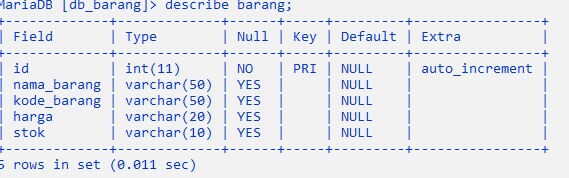 MariaDB [db_barang]> describe barang;
+-------------+-------------+------+-----+---------+----------------+
| Field       | Type        | Null | Key | Default | Extra          |
+-------------+-------------+------+-----+---------+----------------+
| id          | int(11)     | NO   | PRI | NULL    | auto_increment |
| nama_barang | varchar(50) | YES  |     | NULL    |                |
| kode_barang | varchar(50) | YES  |     | NULL    |                |
| harga       | varchar(20) | YES  |     | NULL    |                |
| stok        | varchar(10) | YES  |     | NULL    |                |
+-------------+-------------+------+-----+---------+----------------+
5 rows in set (0.011 sec)